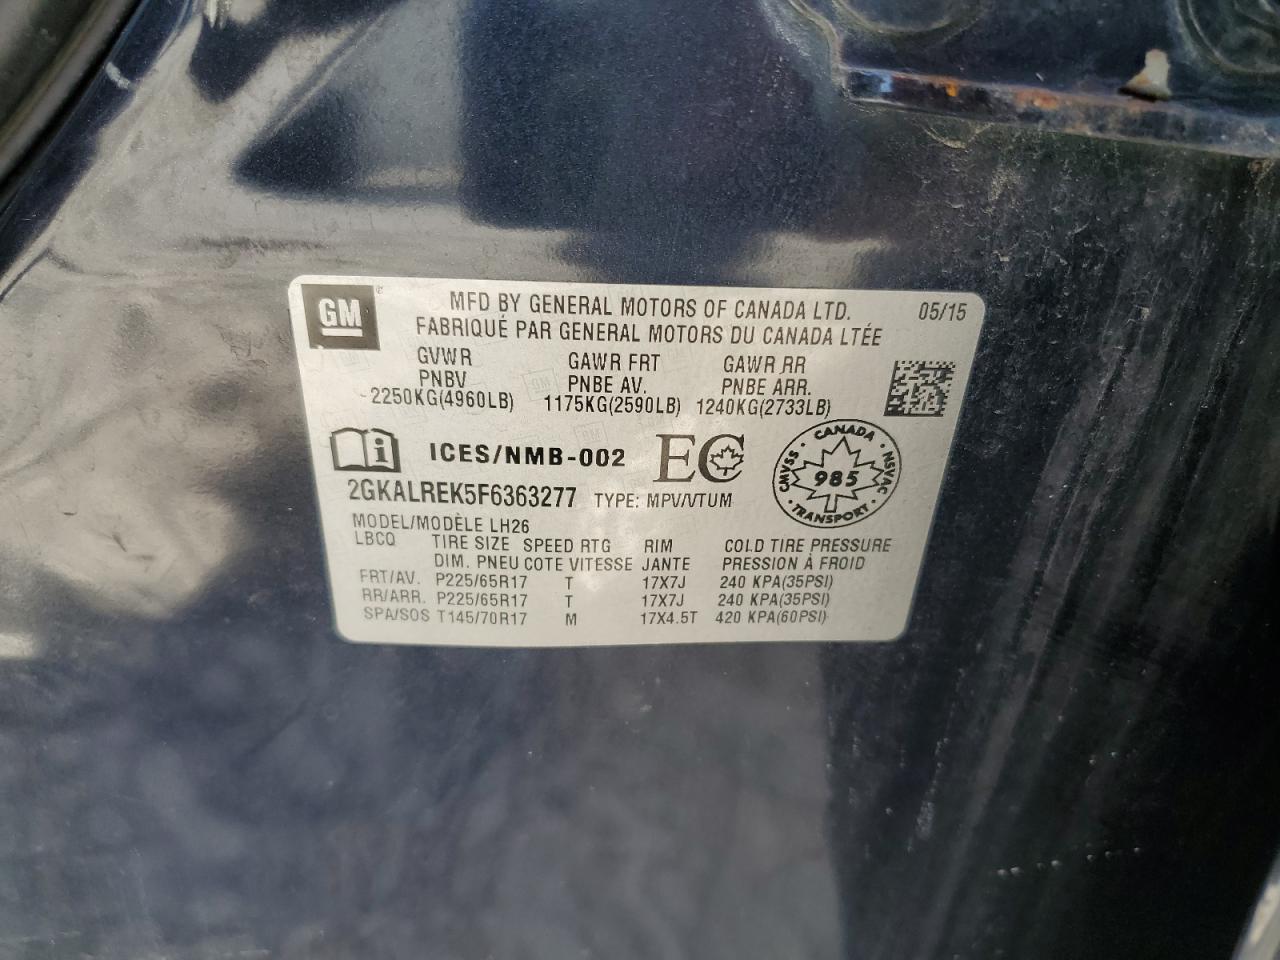 GM
MFD BY GENERAL MOTORS OF CANADA LTD. 05/15
FABRIQUÉ PAR GENERAL MOTORS DU CANADA LTÉE
GVWR GAWR FRT GAWR RR
PNBV PNBE AV. PNBE ARR.
2250KG(4960LB) 1175KG(2590LB) 1240KG(2733LB)
ICES/NMB-002 EC
CANADA
CMVSS 985 NSVAC
TRANSPORT
2GKALREK5F6363277 TYPE: MPV/VTUM
MODEL/MODÈLE LH26
LBCQ TIRE SIZE SPEED RTG RIM COLD TIRE PRESSURE
DIM. PNEU COTE VITESSE JANTE PRESSION À FROID
FRT/AV. P225/65R17 T 17X7J 240 KPA(35PSI)
RR/ARR. P225/65R17 T 17X7J 240 KPA(35PSI)
SPA/SOS T145/70R17 M 17X4.5T 420 KPA(60PSI)